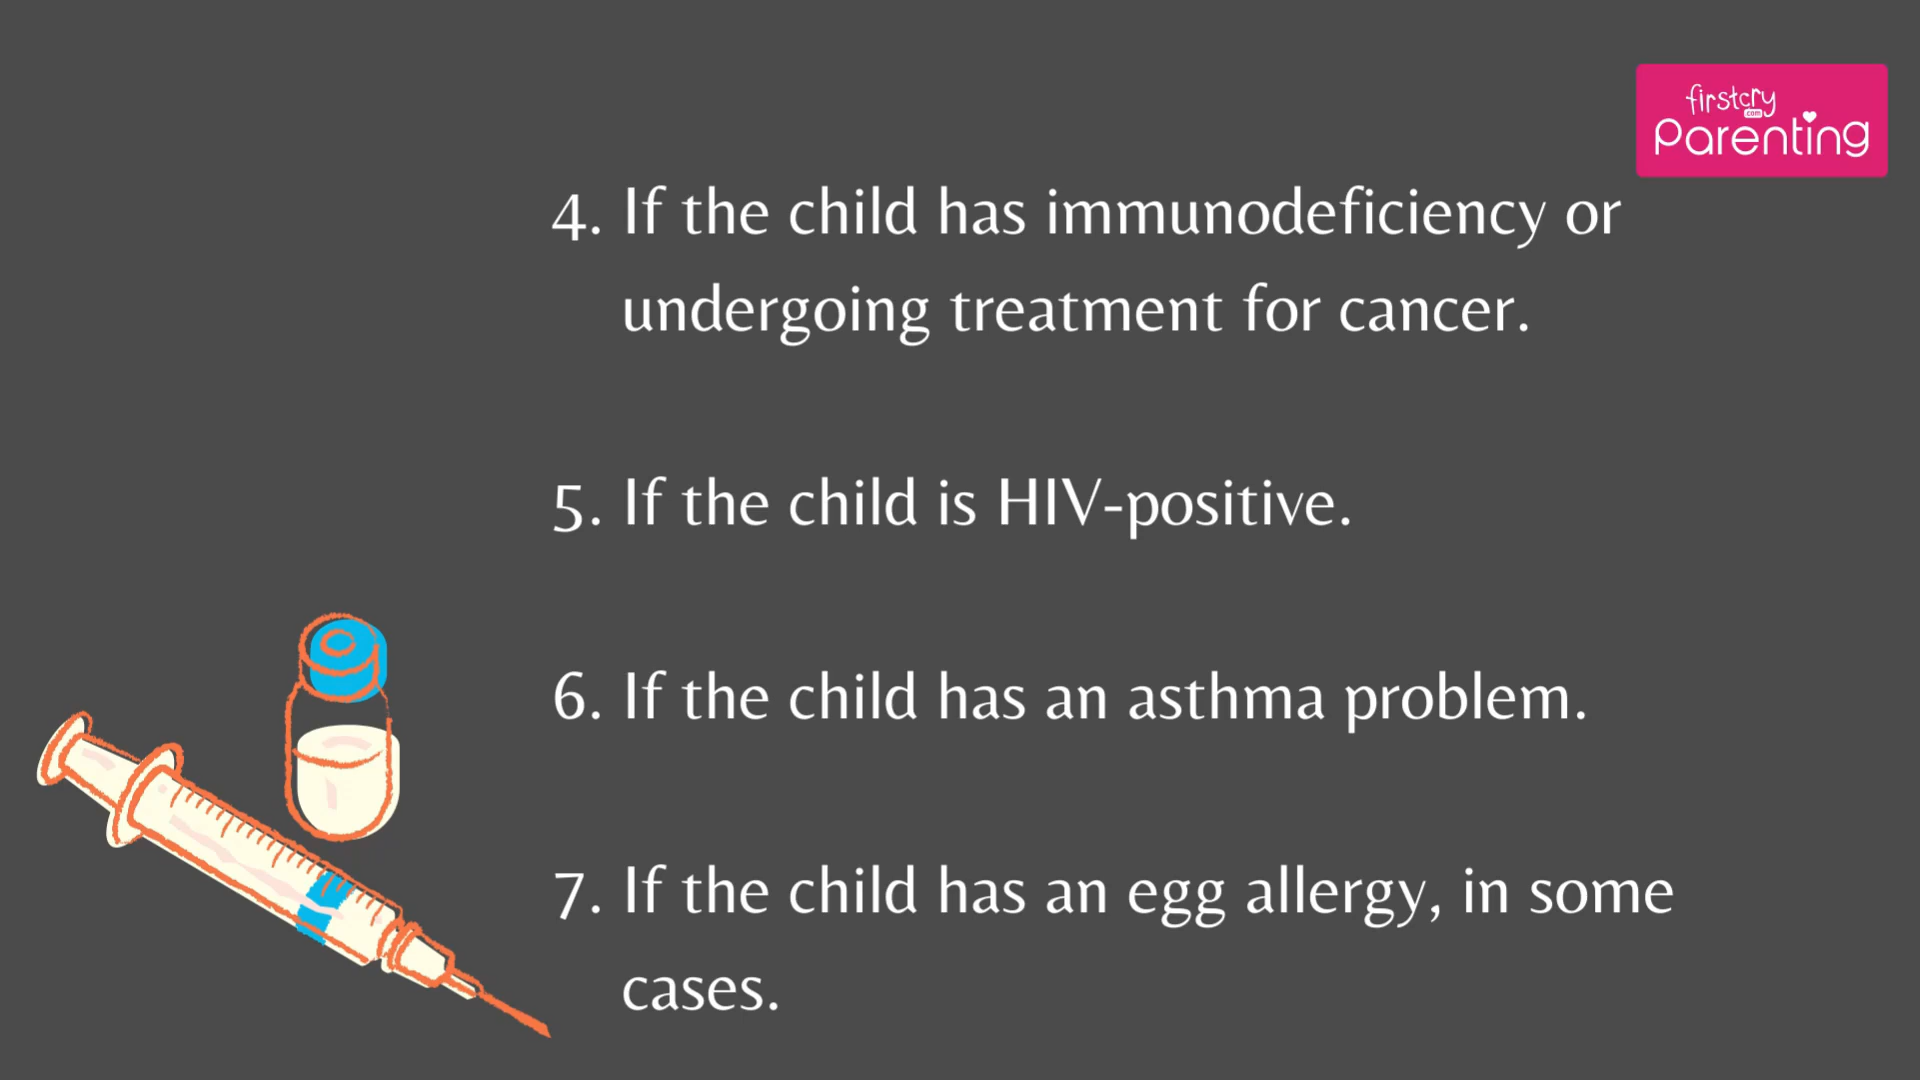 firstcry
.com
Parenting
4. If the child has immunodeficiency or
undergoing treatment for cancer.
5. If the child is HIV-positive.
6. If the child has an asthma problem.
7. If the child has an egg allergy, in some
cases.